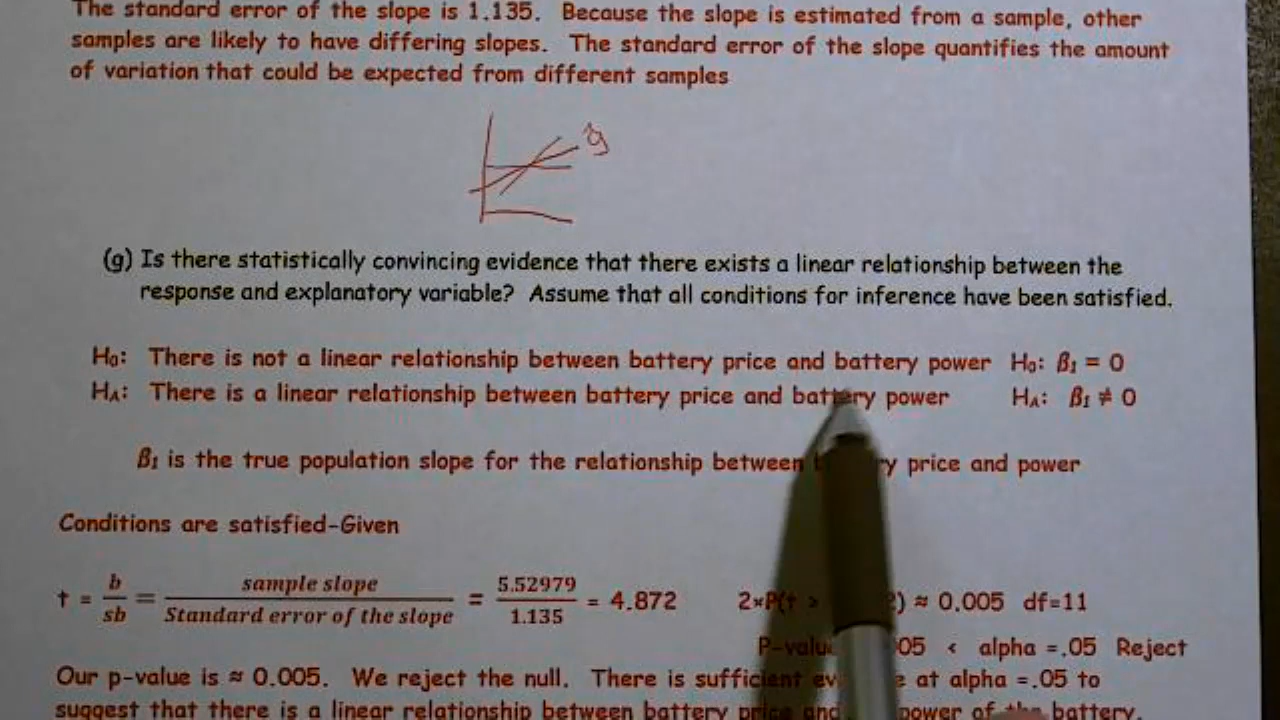 The standard error of the slope is 1.135. Because the slope is estimated from a sample, other
samples are likely to have differing slopes. The standard error of the slope quantifies the amount
of variation that could be expected from different samples
ŷ
(g) Is there statistically convincing evidence that there exists a linear relationship between the
response and explanatory variable? Assume that all conditions for inference have been satisfied.
H₀: There is not a linear relationship between battery price and battery power H₀: β₁ = 0
Hᴀ: There is a linear relationship between battery price and battery power Hᴀ: β₁ ≠ 0
β₁ is the true population slope for the relationship between price and power
Conditions are satisfied-Given
t = b/sb = sample slope/Standard error of the slope = 5.52979/1.135 = 4.872 2*P(t > ) ≈ 0.005 df=11
05 < alpha =.05 Reject
Our p-value is ≈ 0.005. We reject the null. There is sufficient at alpha =.05 to
suggest that there is a linear relationship between battery price and power of the battery.